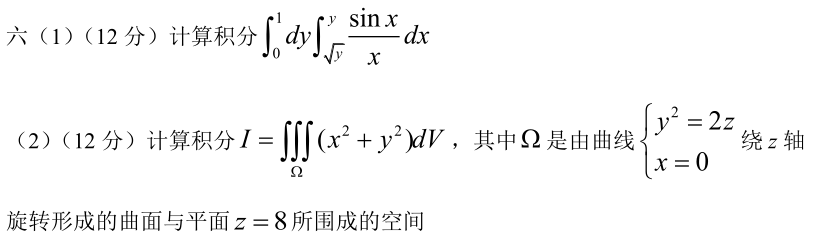 六（1）（12 分）计算积分 $\int_0^1 dy \int_{\sqrt{y}}^{y} \frac{\sin x}{x} dx$
（2）（12 分）计算积分 $I = \iiint_{\Omega} (x^2 + y^2) dV$，其中 $\Omega$ 是由曲线 $\begin{cases} y^2 = 2z \\ x = 0 \end{cases}$ 绕 $z$ 轴
旋转形成的曲面与平面 $z = 8$ 所围成的空间